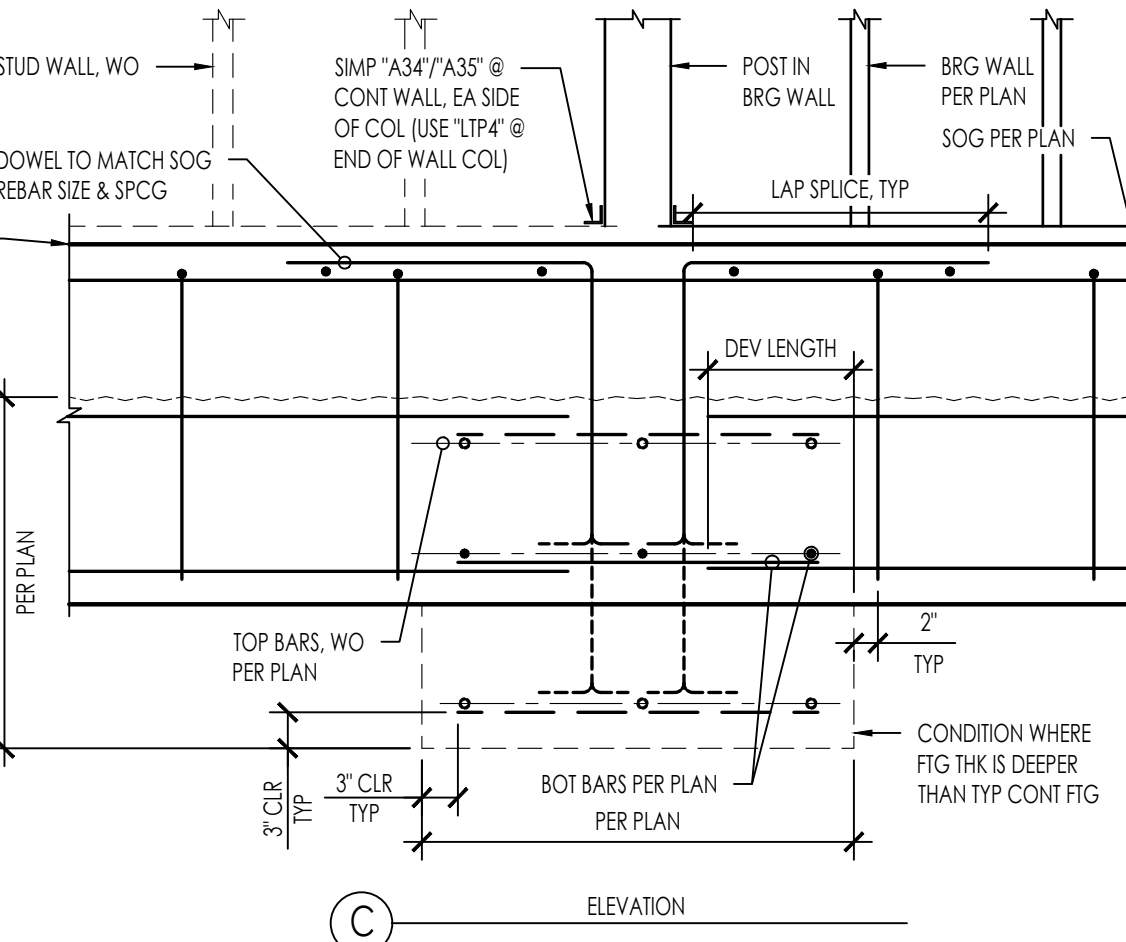 STUD WALL, WO
SIMP "A34"/"A35" @
CONT WALL, EA SIDE
OF COL (USE "LTP4" @
END OF WALL COL)
POST IN
BRG WALL
BRG WALL
PER PLAN
SOG PER PLAN
DOWEL TO MATCH SOG
REBAR SIZE & SPCG
LAP SPLICE, TYP
DEV LENGTH
PER PLAN
TOP BARS, WO
PER PLAN
2"
TYP
3" CLR
TYP
3" CLR
TYP
BOT BARS PER PLAN
PER PLAN
CONDITION WHERE
FTG THK IS DEEPER
THAN TYP CONT FTG
C
ELEVATION